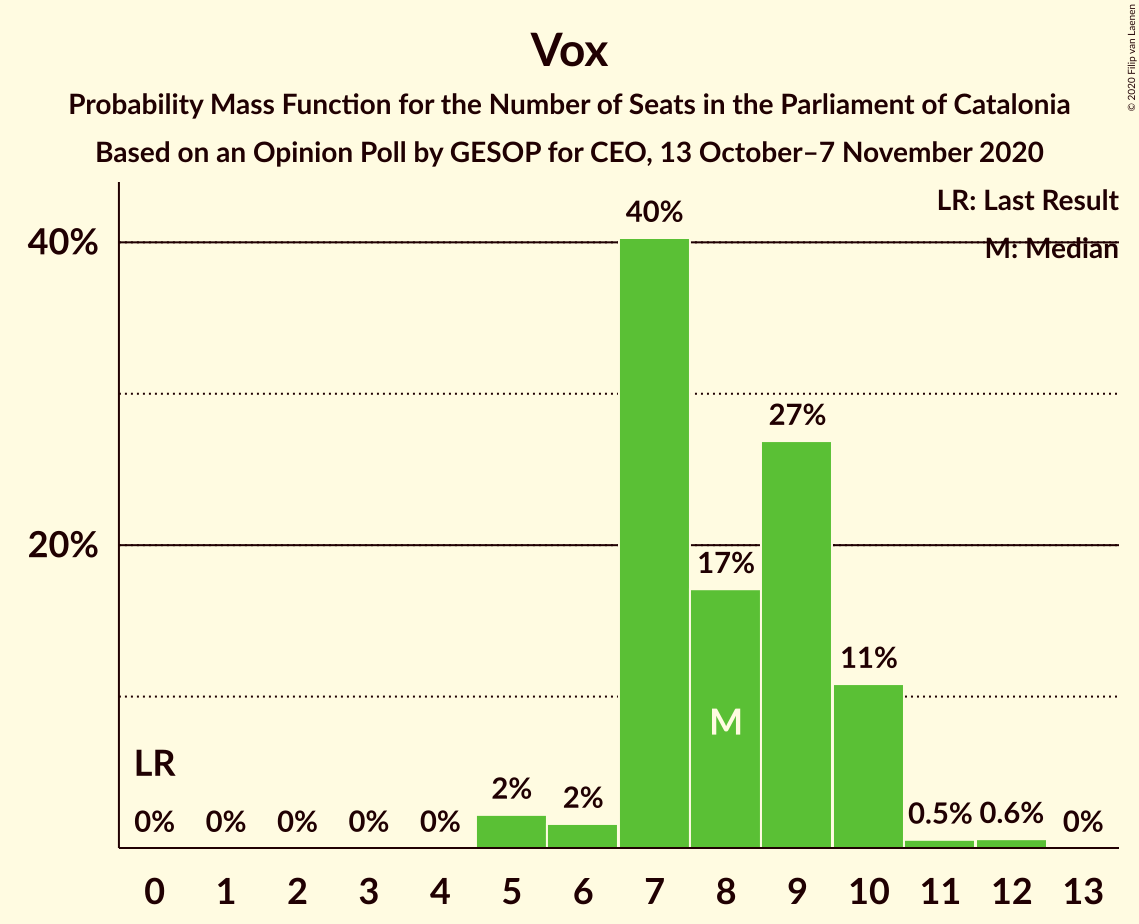 Vox
Probability Mass Function for the Number of Seats in the Parliament of Catalonia
Based on an Opinion Poll by GESOP for CEO, 13 October–7 November 2020
© 2020 Filip van Laenen
LR: Last Result
M: Median
40%
20%
40%
27%
17%
11%
M
LR
0% 0% 0% 0% 0% 2% 2% 0.5% 0.6% 0%
0 1 2 3 4 5 6 7 8 9 10 11 12 13